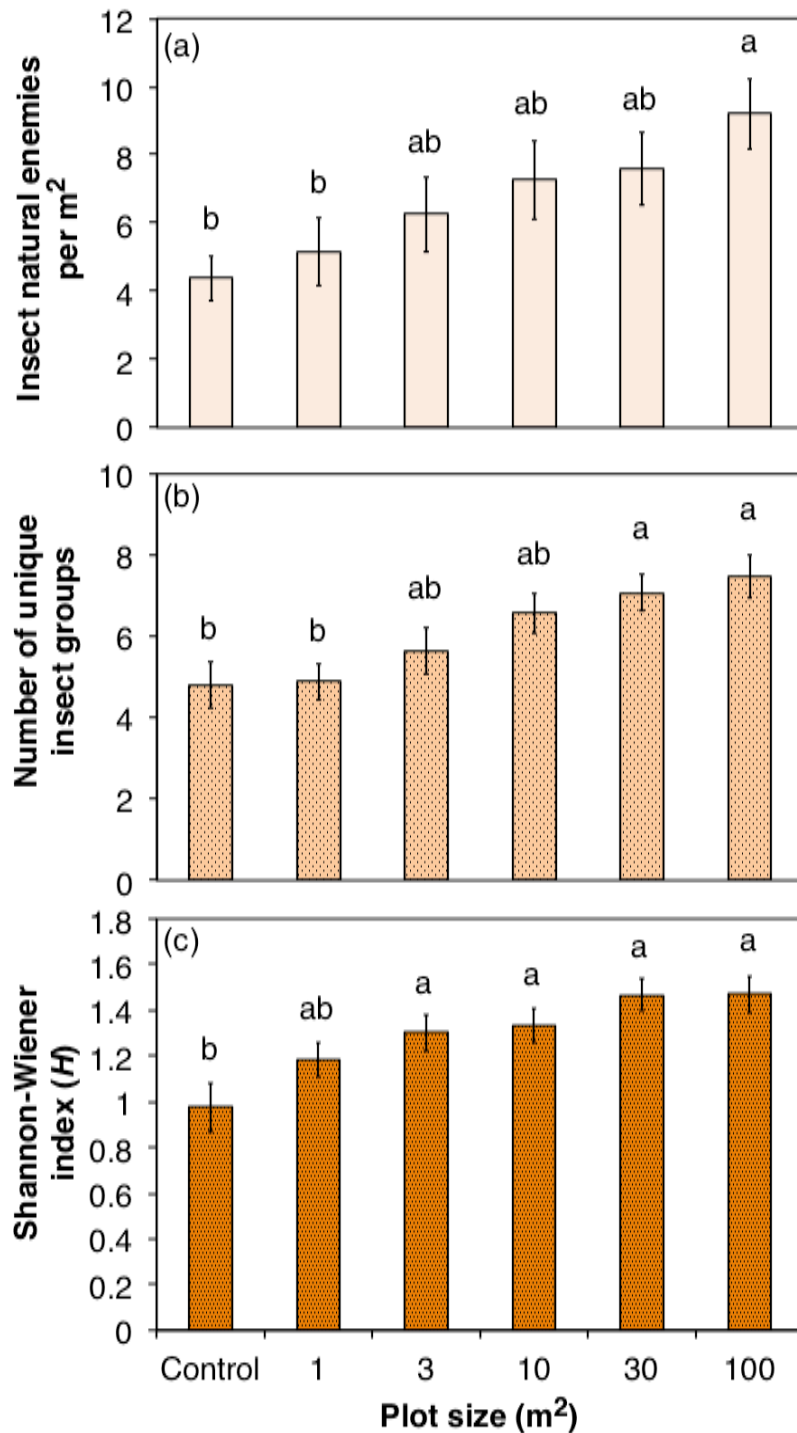 (a)
Insect natural enemies
per m²
12
10
8
6
4
2
0
b
b
ab
ab
ab
a
(b)
Number of unique
insect groups
10
8
6
4
2
0
b
b
ab
ab
a
a
(c)
Shannon-Wiener
index (H)
1.8
1.6
1.4
1.2
1
0.8
0.6
0.4
0.2
0
b
ab
a
a
a
a
Control 1 3 10 30 100
Plot size (m²)